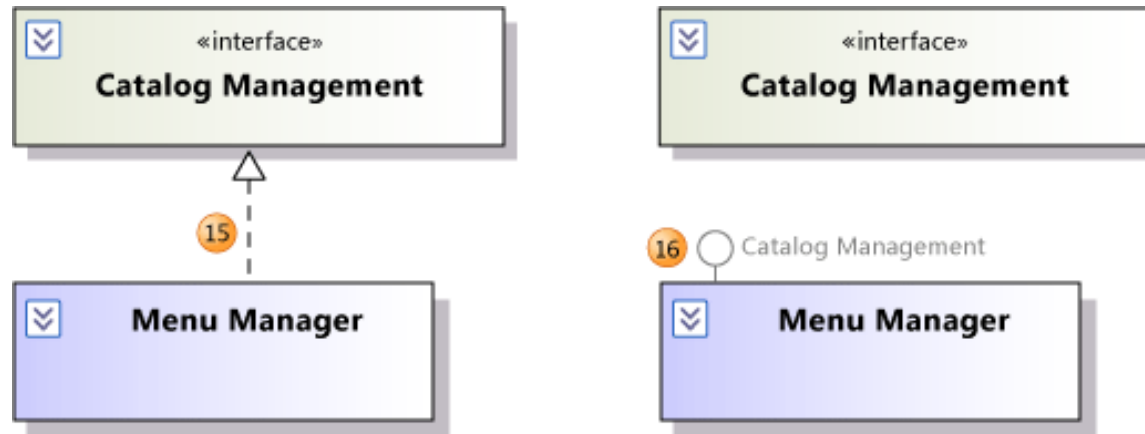 «interface»
Catalog Management
15
Menu Manager
«interface»
Catalog Management
16 Catalog Management
Menu Manager